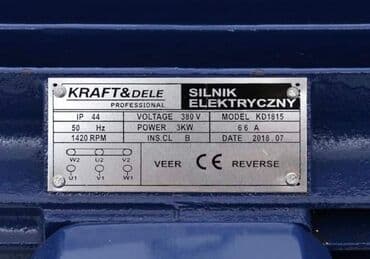 KRAFT&DELE SILNIK
PROFESSIONAL ELEKTRYCZNY
IP 44 VOLTAGE 380 V MODEL KD1815
50 Hz POWER 3KW 6 6 A
1420 RPM INS.CL B DATE 2018.07
W2 U2 V2
VEER CE REVERSE
U1 V1 W1